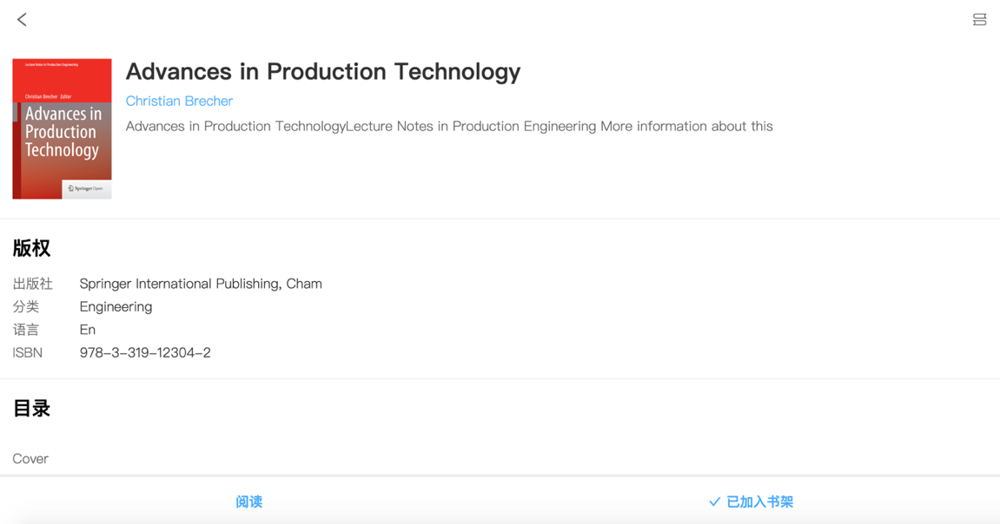 Lecture Notes in Production Engineering
Christian Brecher Editor
Advances in
Production
Technology
Springer Open
Advances in Production Technology
Christian Brecher
Advances in Production TechnologyLecture Notes in Production Engineering More information about this
版权
出版社 Springer International Publishing, Cham
分类 Engineering
语言 En
ISBN 978-3-319-12304-2
目录
Cover
阅读 已加入书架